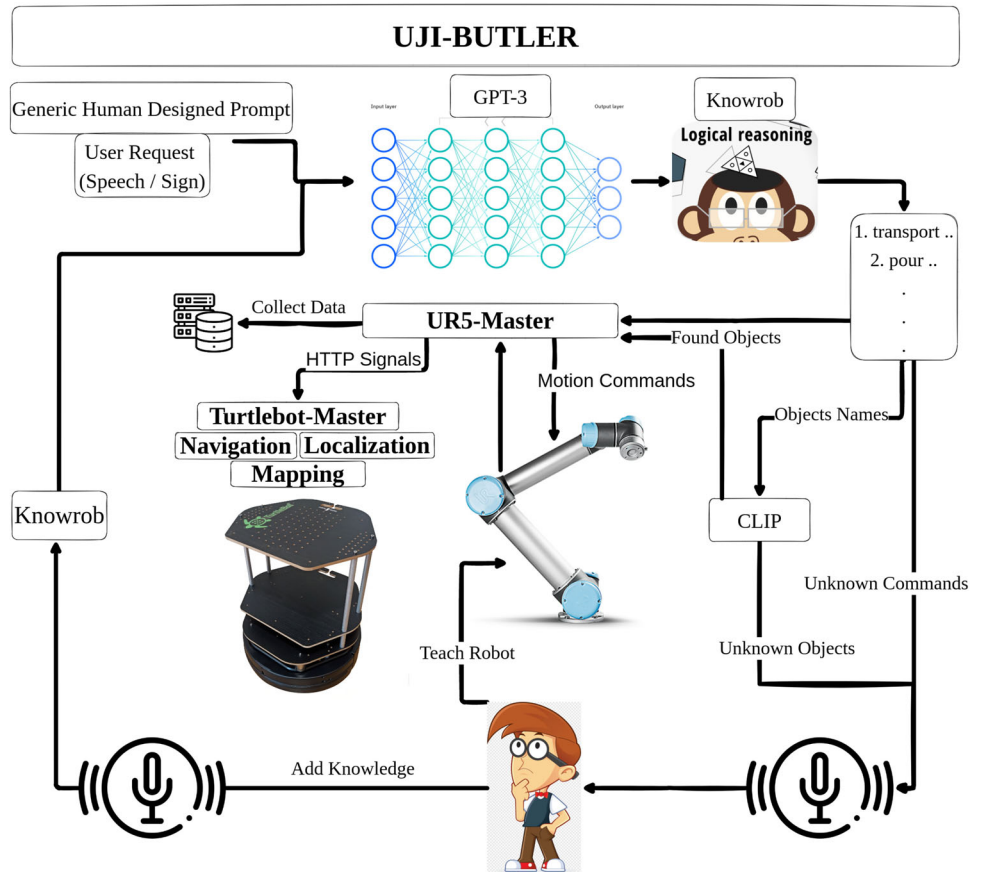 UJI-BUTLER
Generic Human Designed Prompt
User Request
(Speech / Sign)
Input layer
GPT-3
Output layer
Knowrob
Logical reasoning
1. transport ..
2. pour ..
.
.
.
Collect Data
UR5-Master
Found Objects
HTTP Signals
Motion Commands
Objects Names
Turtlebot-Master
Navigation
Localization
Mapping
Turtlebot
Knowrob
CLIP
Unknown Commands
Unknown Objects
Teach Robot
Add Knowledge